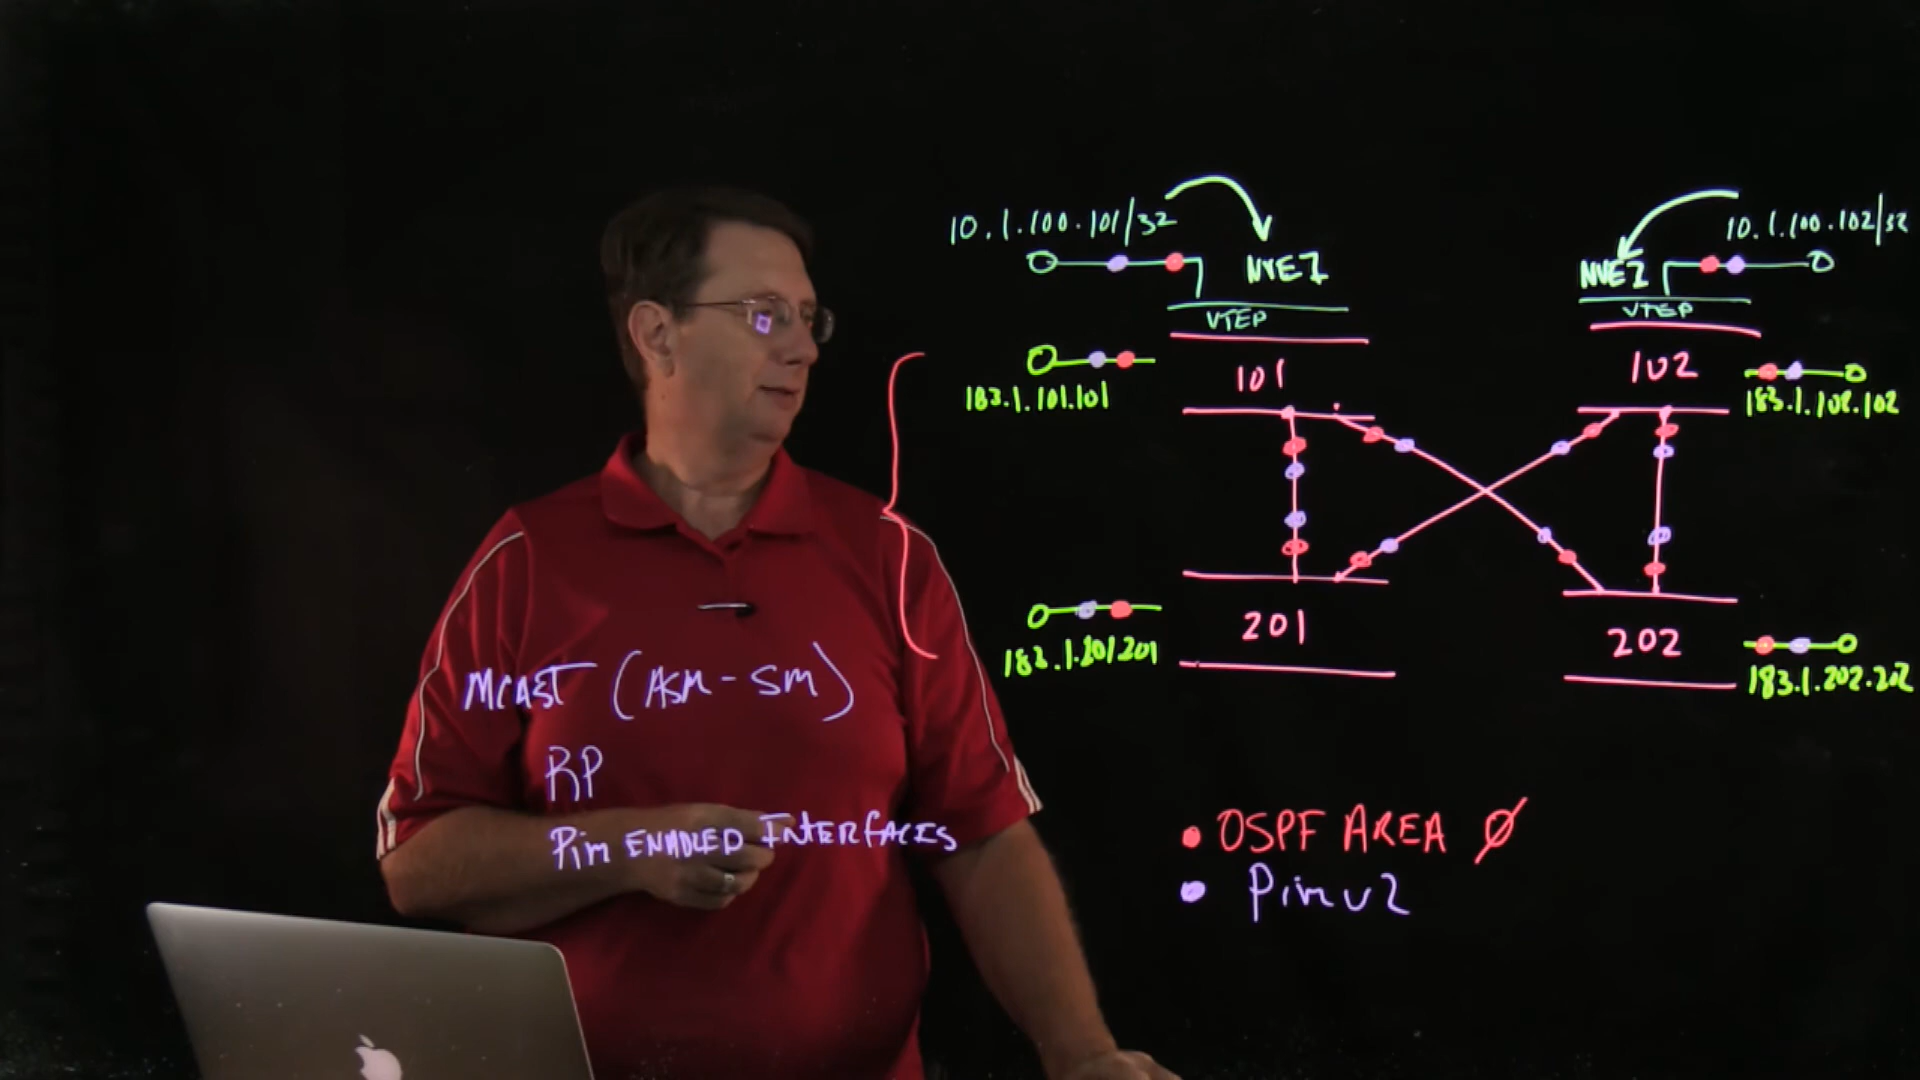 10.1.100.101/32
NVE1
VTEP
101
183.1.101.101
201
183.1.201.201
10.1.100.102/32
NVE1
VTEP
102
183.1.102.102
202
183.1.202.202
MCAST (ASM-SM)
RP
Pim ENABLED INTERFACES
OSPF AREA Ø
Pimv2